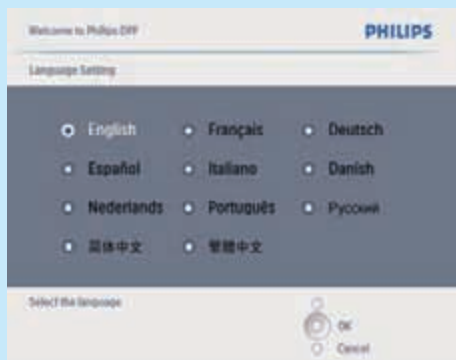 Welcome to Philips DPF
PHILIPS
Language Setting
English Français Deutsch
Español Italiano Danish
Nederlands Português Русский
简体中文 繁體中文
Select the language
OK
Cancel